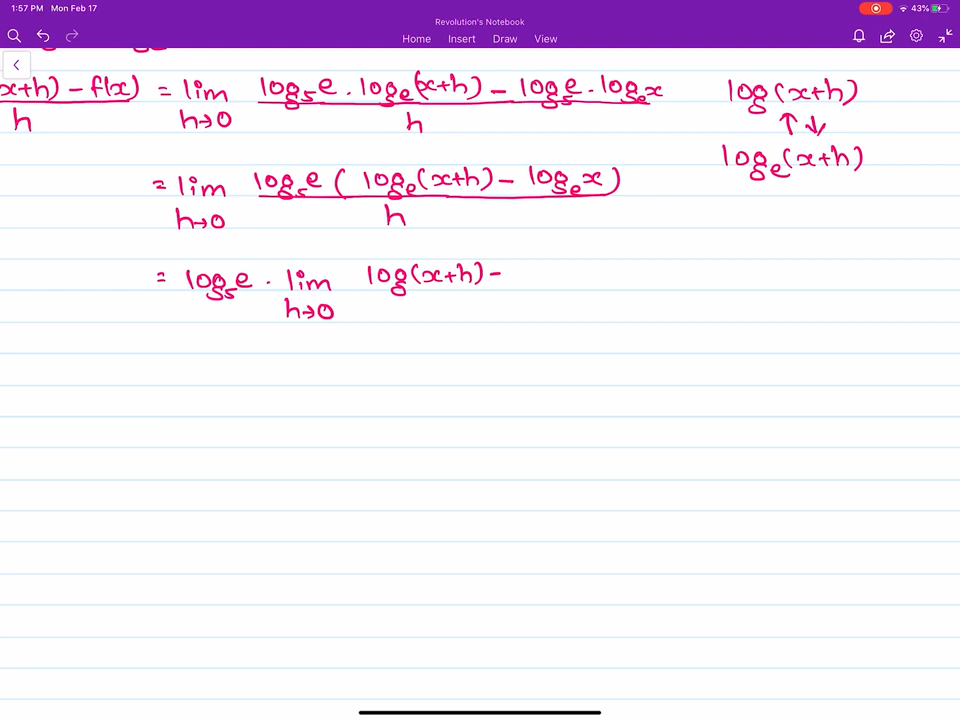 1:57 PM Mon Feb 17
43%
Revolution's Notebook
Home Insert Draw View
x+h) - f(x) / h = lim h→0 log₅e · logₑ(x+h) - log₅e · logₑx / h
log(x+h)
↑↓
logₑ(x+h)
= lim h→0 log₅e ( logₑ(x+h) - logₑx ) / h
= log₅e · lim h→0 log(x+h) -